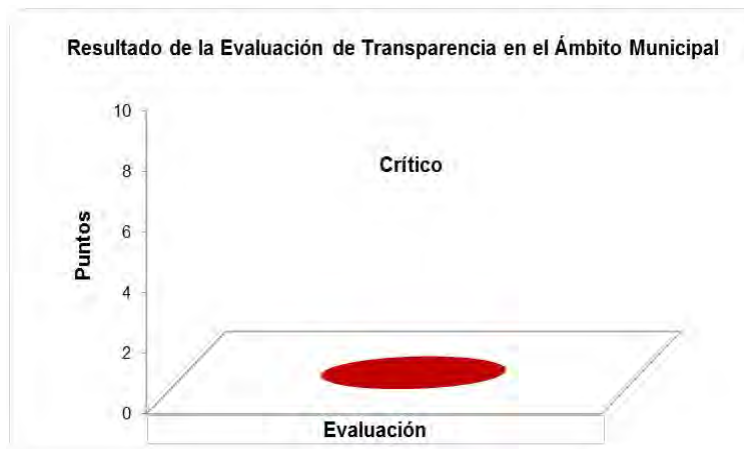 Resultado de la Evaluación de Transparencia en el Ámbito Municipal
10
Crítico
8
6
Puntos
4
2
0
Evaluación